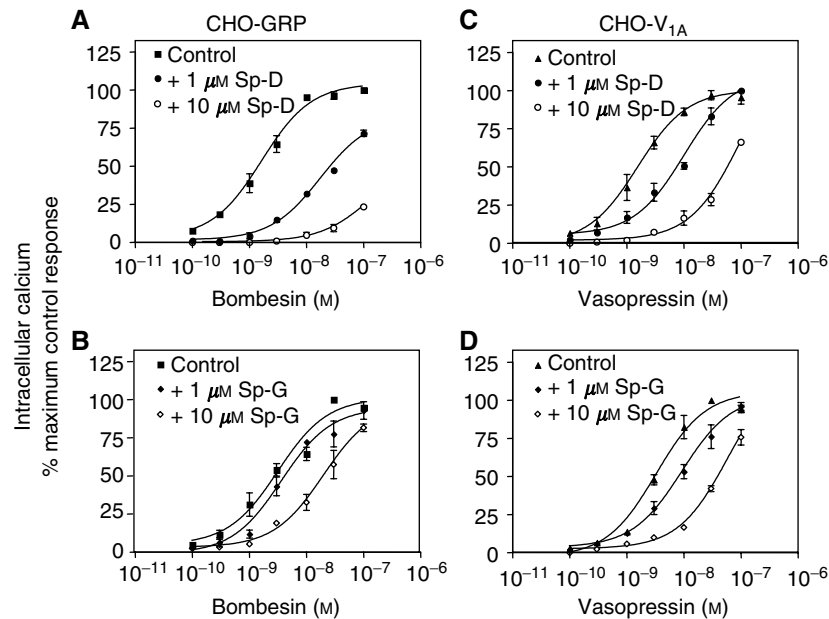 CHO-GRP
A
Control
+ 1 μM Sp-D
+ 10 μM Sp-D
125
100
75
50
25
0
10⁻¹¹ 10⁻¹⁰ 10⁻⁹ 10⁻⁸ 10⁻⁷ 10⁻⁶
Bombesin (M)
CHO-V₁A
C
Control
+ 1 μM Sp-D
+ 10 μM Sp-D
125
100
75
50
25
0
10⁻¹¹ 10⁻¹⁰ 10⁻⁹ 10⁻⁸ 10⁻⁷ 10⁻⁶
Vasopressin (M)
Intracellular calcium
% maximum control response
B
Control
+ 1 μM Sp-G
+ 10 μM Sp-G
125
100
75
50
25
0
10⁻¹¹ 10⁻¹⁰ 10⁻⁹ 10⁻⁸ 10⁻⁷ 10⁻⁶
Bombesin (M)
D
Control
+ 1 μM Sp-G
+ 10 μM Sp-G
125
100
75
50
25
0
10⁻¹¹ 10⁻¹⁰ 10⁻⁹ 10⁻⁸ 10⁻⁷ 10⁻⁶
Vasopressin (M)